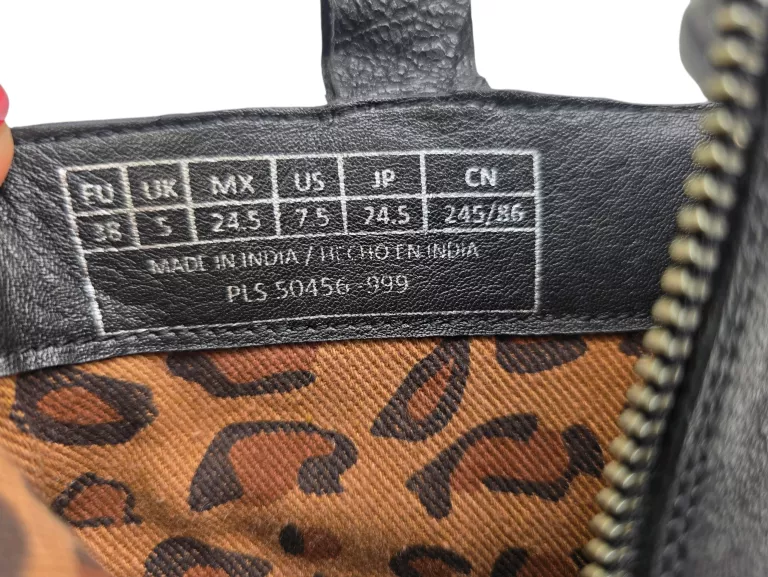 EU UK MX US JP CN
38 5 24.5 7.5 24.5 245/86
MADE IN INDIA / HECHO EN INDIA
PLS 50456-999